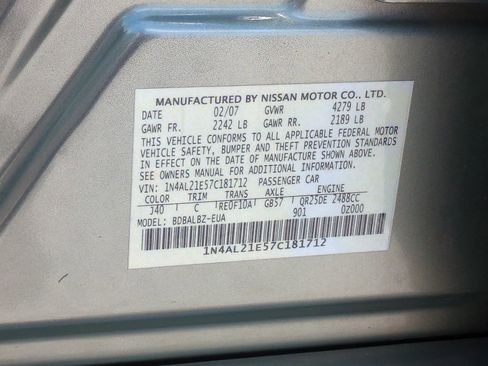 MANUFACTURED BY NISSAN MOTOR CO., LTD.
DATE 02/07 GVWR 4279 LB
GAWR FR. 2242 LB GAWR RR. 2189 LB
THIS VEHICLE CONFORMS TO ALL APPLICABLE FEDERAL MOTOR
VEHICLE SAFETY, BUMPER AND THEFT PREVENTION STANDARDS
IN EFFECT ON THE DATE OF MANUFACTURE SHOWN ABOVE.
SEE OWNERS MANUAL FOR ADDITIONAL INFORMATION
VIN: 1N4AL21E57C181712 PASSENGER CAR
COLOR TRIM TRANS AXLE ENGINE
J40 C RE0F10A GB57 QR25DE 2488CC
MODEL: BDBALBZ-EUA 901 0Z000
1N4AL21E57C181712